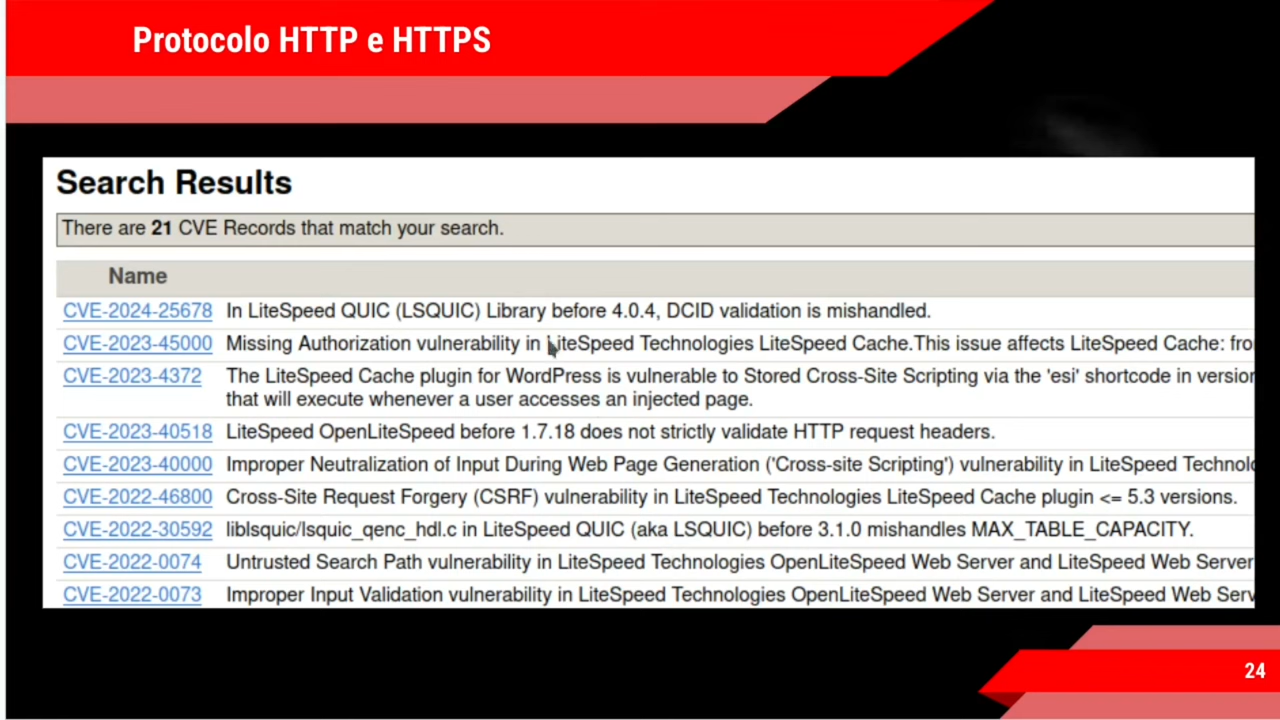 Protocolo HTTP e HTTPS
Search Results
There are 21 CVE Records that match your search.
Name
CVE-2024-25678 In LiteSpeed QUIC (LSQUIC) Library before 4.0.4, DCID validation is mishandled.
CVE-2023-45000 Missing Authorization vulnerability in LiteSpeed Technologies LiteSpeed Cache.This issue affects LiteSpeed Cache: fro
CVE-2023-4372 The LiteSpeed Cache plugin for WordPress is vulnerable to Stored Cross-Site Scripting via the 'esi' shortcode in version
that will execute whenever a user accesses an injected page.
CVE-2023-40518 LiteSpeed OpenLiteSpeed before 1.7.18 does not strictly validate HTTP request headers.
CVE-2023-40000 Improper Neutralization of Input During Web Page Generation ('Cross-site Scripting') vulnerability in LiteSpeed Technolo
CVE-2022-46800 Cross-Site Request Forgery (CSRF) vulnerability in LiteSpeed Technologies LiteSpeed Cache plugin <= 5.3 versions.
CVE-2022-30592 liblsquic/lsquic_qenc_hdl.c in LiteSpeed QUIC (aka LSQUIC) before 3.1.0 mishandles MAX_TABLE_CAPACITY.
CVE-2022-0074 Untrusted Search Path vulnerability in LiteSpeed Technologies OpenLiteSpeed Web Server and LiteSpeed Web Server
CVE-2022-0073 Improper Input Validation vulnerability in LiteSpeed Technologies OpenLiteSpeed Web Server and LiteSpeed Web Serv
24